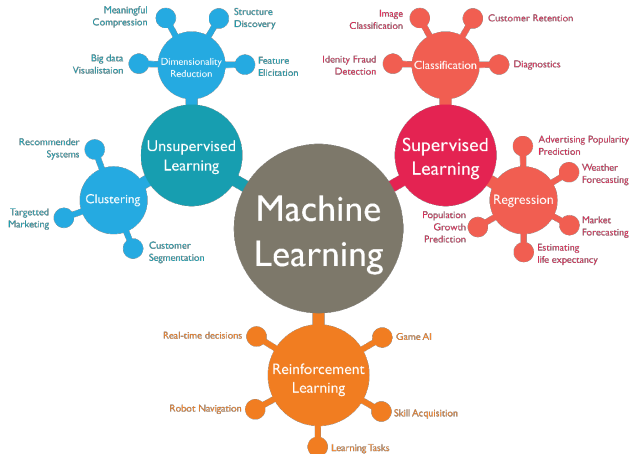 Meaningful
Compression
Structure
Discovery
Big data
Visualistaion
Dimensionality
Reduction
Feature
Elicitation
Unsupervised
Learning
Recommender
Systems
Clustering
Targetted
Marketing
Customer
Segmentation
Image
Classification
Customer Retention
Idenity Fraud
Detection
Classification
Diagnostics
Supervised
Learning
Advertising Popularity
Prediction
Weather
Forecasting
Regression
Population
Growth
Prediction
Market
Forecasting
Estimating
life expectancy
Machine
Learning
Real-time decisions
Game AI
Reinforcement
Learning
Robot Navigation
Skill Acquisition
Learning Tasks